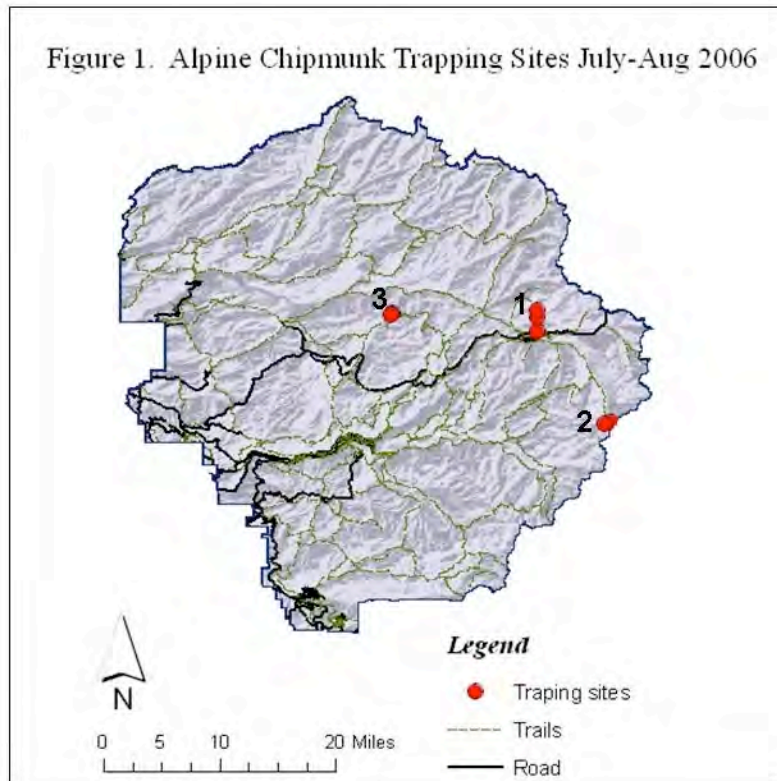 Figure 1. Alpine Chipmunk Trapping Sites July-Aug 2006
3
1
2
Legend
Traping sites
Trails
Road
N
0 5 10 20 Miles